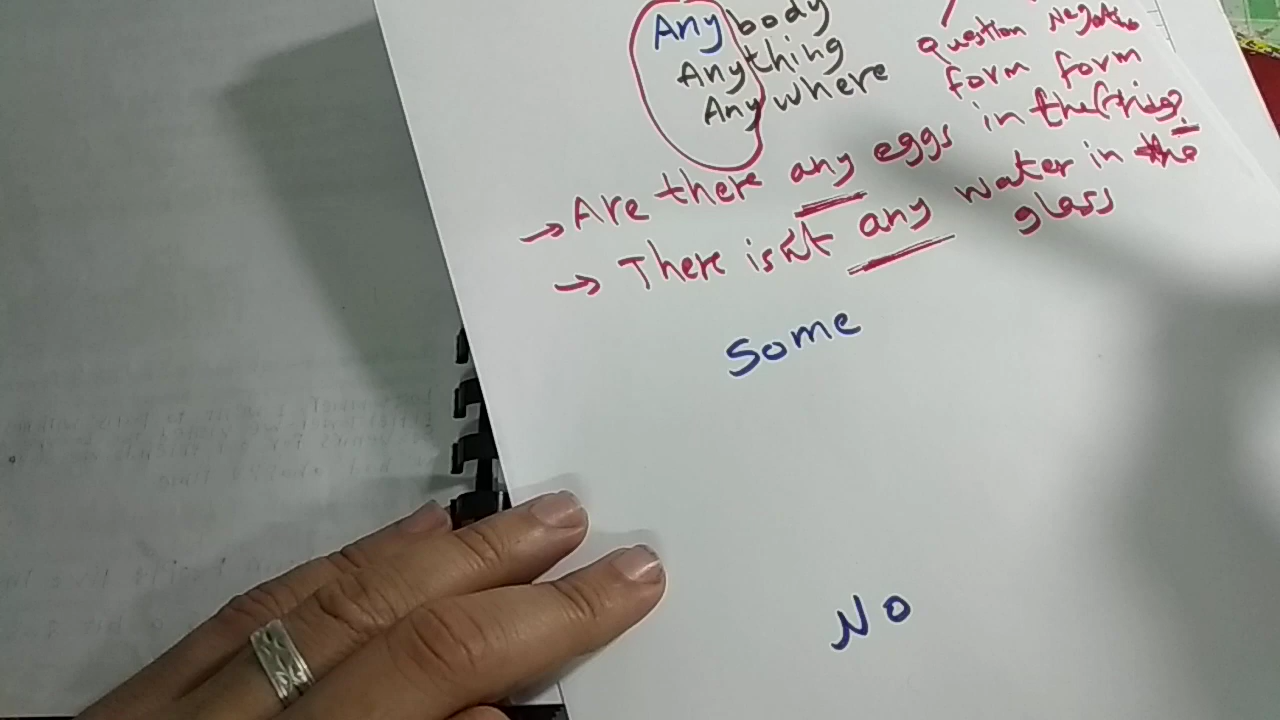 Anybody
Anything
Anywhere
Question Negative
form form
→ Are there any eggs in the fridge?
→ There isn't any water in the
glass
Some
No